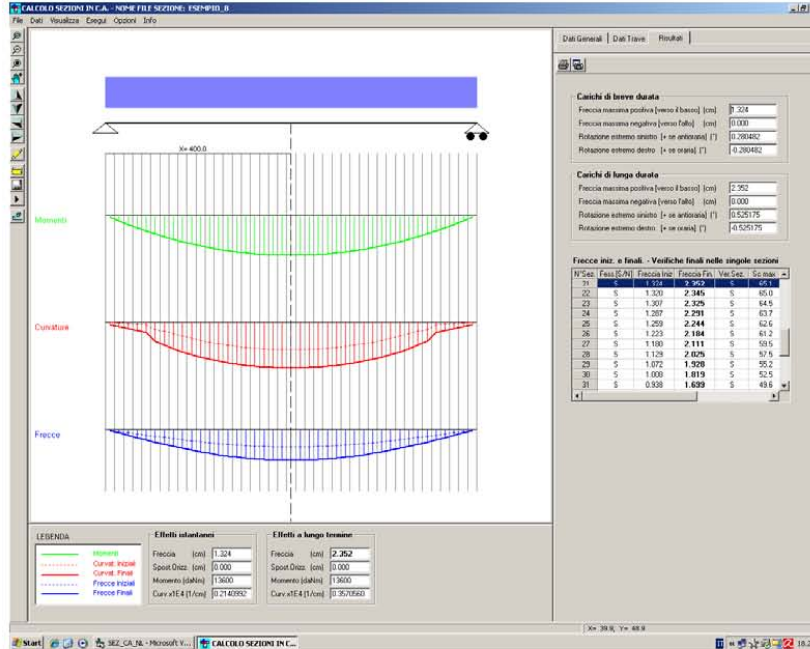 CALCOLO SEZIONI IN C.A. - NOME FILE SEZIONE: ESEMPIO_8
File Dati Visualizza Esegui Opzioni Info
Dati Generali Dati Trave Risultati
X= 400.0
Momenti
Curvature
Frecce
Carichi di breve durata
Freccia massima positiva [verso il basso] (cm) 1.324
Freccia massima negativa [verso l'alto] (cm) 0.000
Rotazione estremo sinistro [+ se antioraria] (°) 0.280482
Rotazione estremo destro [+ se oraria] (°) -0.280482
Carichi di lunga durata
Freccia massima positiva [verso il basso] (cm) 2.352
Freccia massima negativa [verso l'alto] (cm) 0.000
Rotazione estremo sinistro [+ se antioraria] (°) 0.525175
Rotazione estremo destro [+ se oraria] (°) -0.525175
Frecce iniz. e finali. - Verifiche finali nelle singole sezioni
N°Sez. Fess.[S/N] Freccia Iniz Freccia Fin. Ver.Sez. Sc max
21 S 1.324 2.352 S 65.1
22 S 1.320 2.345 S 65.0
23 S 1.307 2.325 S 64.5
24 S 1.287 2.291 S 63.7
25 S 1.259 2.244 S 62.6
26 S 1.223 2.184 S 61.2
27 S 1.180 2.111 S 59.5
28 S 1.129 2.025 S 57.5
29 S 1.072 1.928 S 55.2
30 S 1.008 1.819 S 52.5
31 S 0.938 1.699 S 49.6
LEGENDA
Momenti
Curvat. Iniziali
Curvat. Finali
Frecce Iniziali
Frecce Finali
Effetti istantanei
Freccia (cm) 1.324
Spost.Orizz. (cm) 0.000
Momento (daNm) 13600
Curv.x1E4 (1/cm) 0.2140992
Effetti a lungo termine
Freccia (cm) 2.352
Spost.Orizz. (cm) 0.000
Momento (daNm) 13600
Curv.x1E4 (1/cm) 0.3570560
Start SEZ_CA_NL - Microsoft V... CALCOLO SEZIONI IN C...